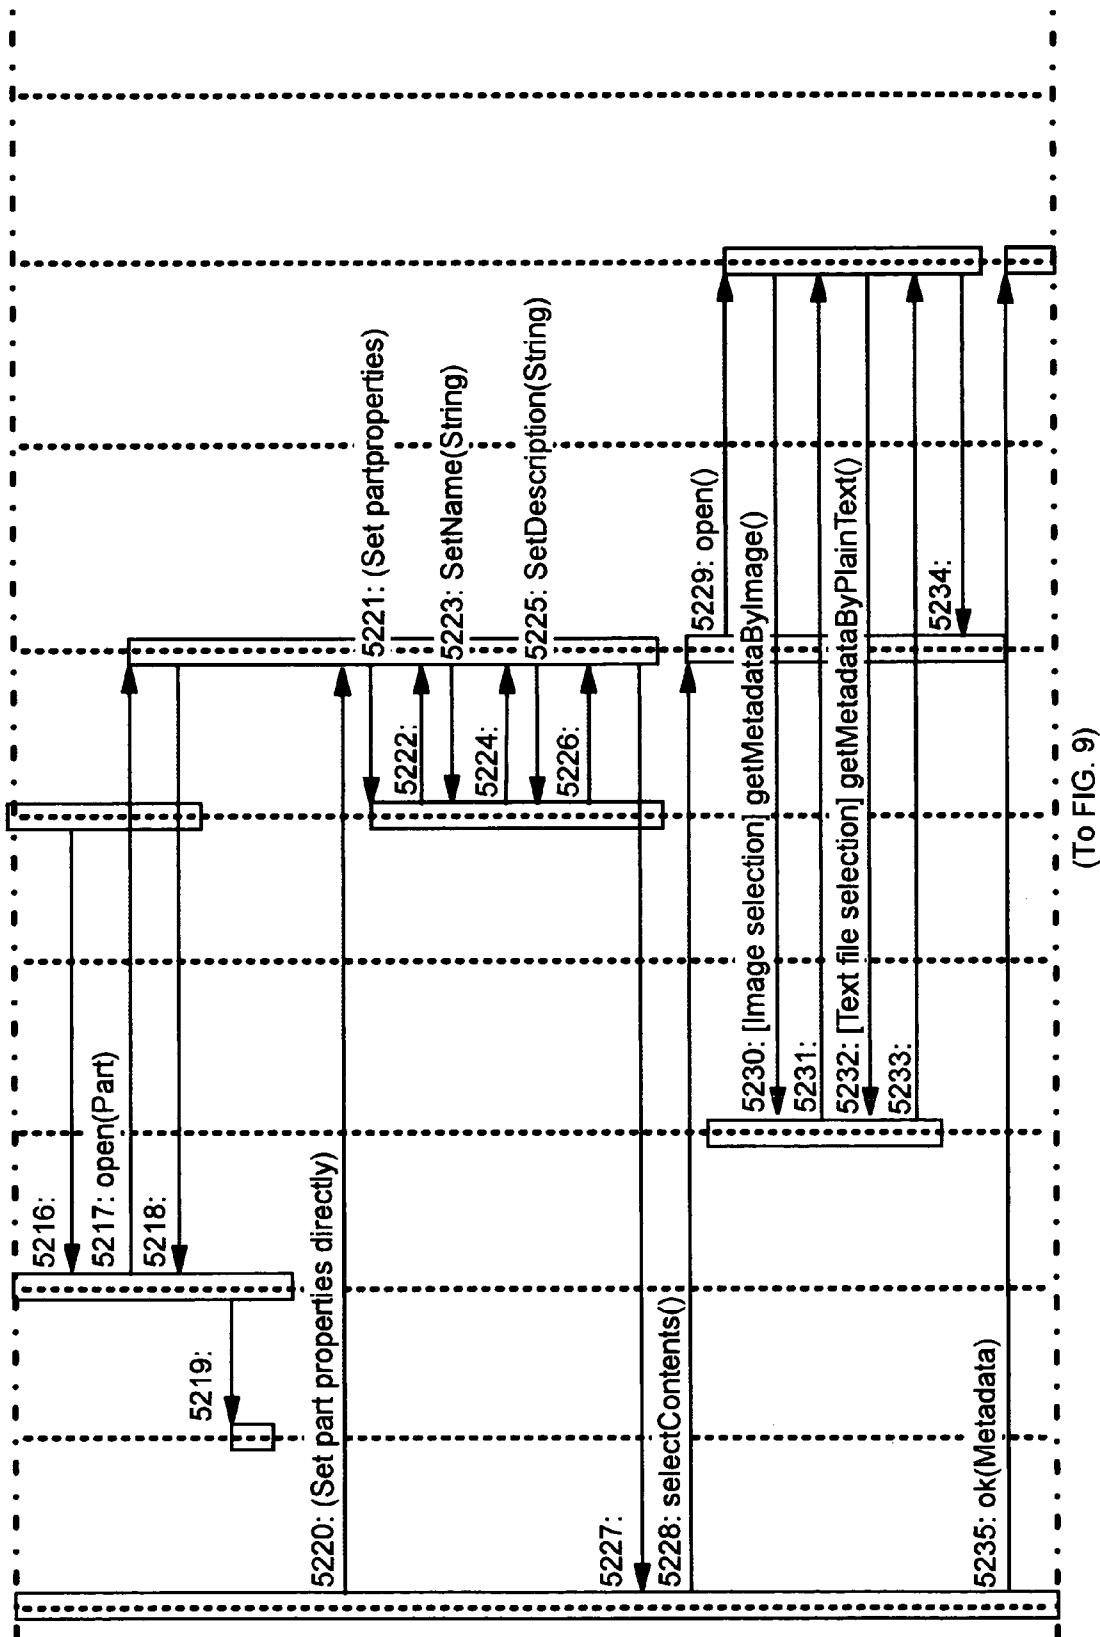 5216:
5217: open(Part)
5218:
5219:
5220: (Set part properties directly)
5221: (Set partproperties)
5222:
5223: SetName(String)
5224:
5225: SetDescription(String)
5226:
5227:
5228: selectContents()
5229: open()
5230: [Image selection] getMetadataByImage()
5231:
5232: [Text file selection] getMetadataByPlainText()
5233:
5234:
5235: ok(Metadata)
(To FIG. 9)